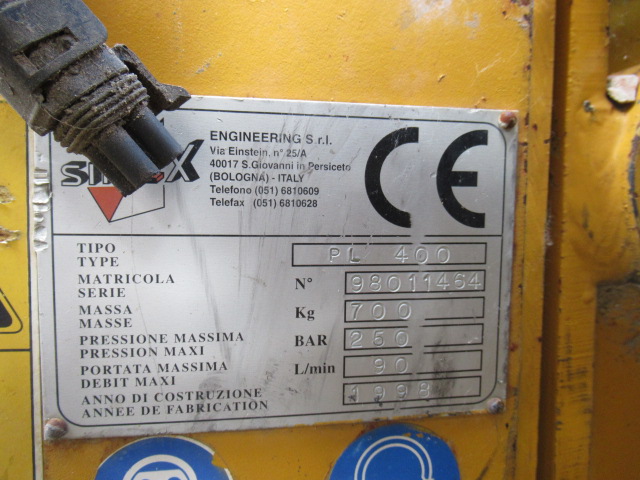 ENGINEERING S.r.l.
Via Einstein, n° 25/A
40017 S.Giovanni in Persiceto
(BOLOGNA) - ITALY
Telefono (051) 6810609
Telefax (051) 6810628
CE
TIPO
TYPE
PL 400
MATRICOLA
SERIE
N° 98011464
MASSA
MASSE
Kg 700
PRESSIONE MASSIMA
PRESSION MAXI
BAR 250
PORTATA MASSIMA
DEBIT MAXI
L/min 90
ANNO DI COSTRUZIONE
ANNEE DE FABRICATION
1998